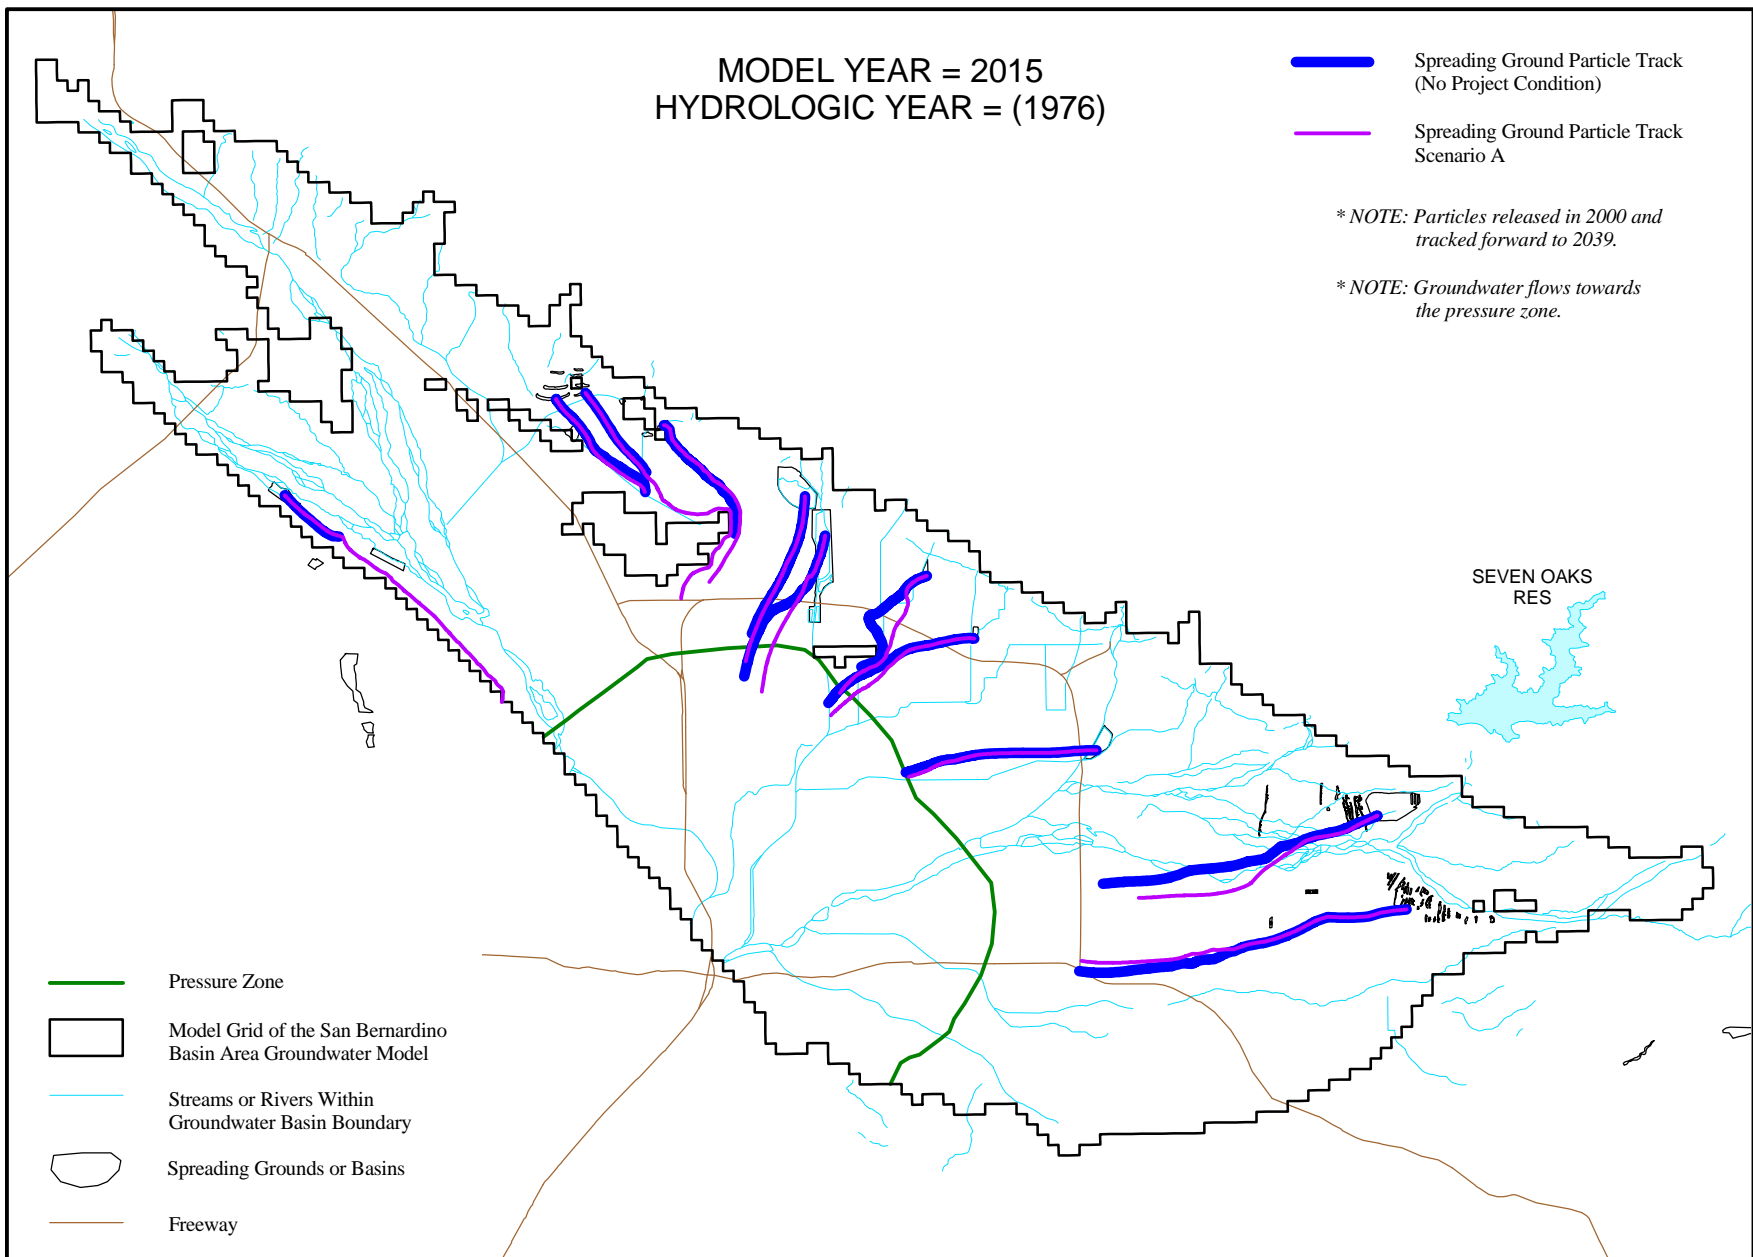 MODEL YEAR = 2015
HYDROLOGIC YEAR = (1976)
Spreading Ground Particle Track
(No Project Condition)
Spreading Ground Particle Track
Scenario A
* NOTE: Particles released in 2000 and
tracked forward to 2039.
* NOTE: Groundwater flows towards
the pressure zone.
SEVEN OAKS
RES
Pressure Zone
Model Grid of the San Bernardino
Basin Area Groundwater Model
Streams or Rivers Within
Groundwater Basin Boundary
Spreading Grounds or Basins
Freeway